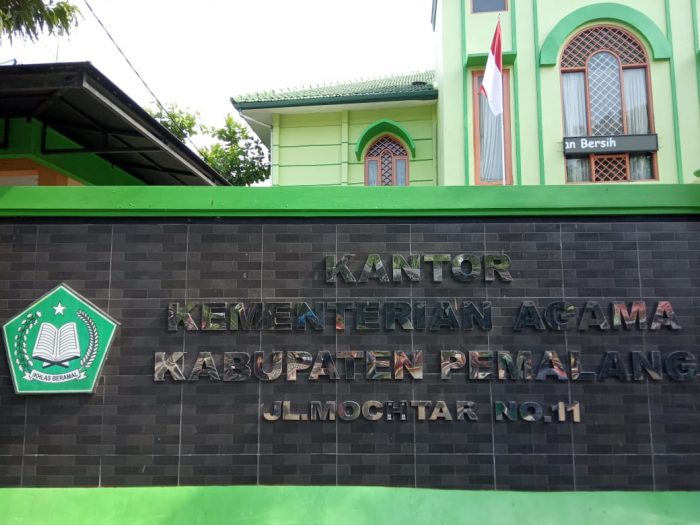 an Bersih
KANTOR
KEMENTERIAN AGAMA
KABUPATEN PEMALANG
JL.MOCHTAR NO.11
IKHLAS BERAMAL